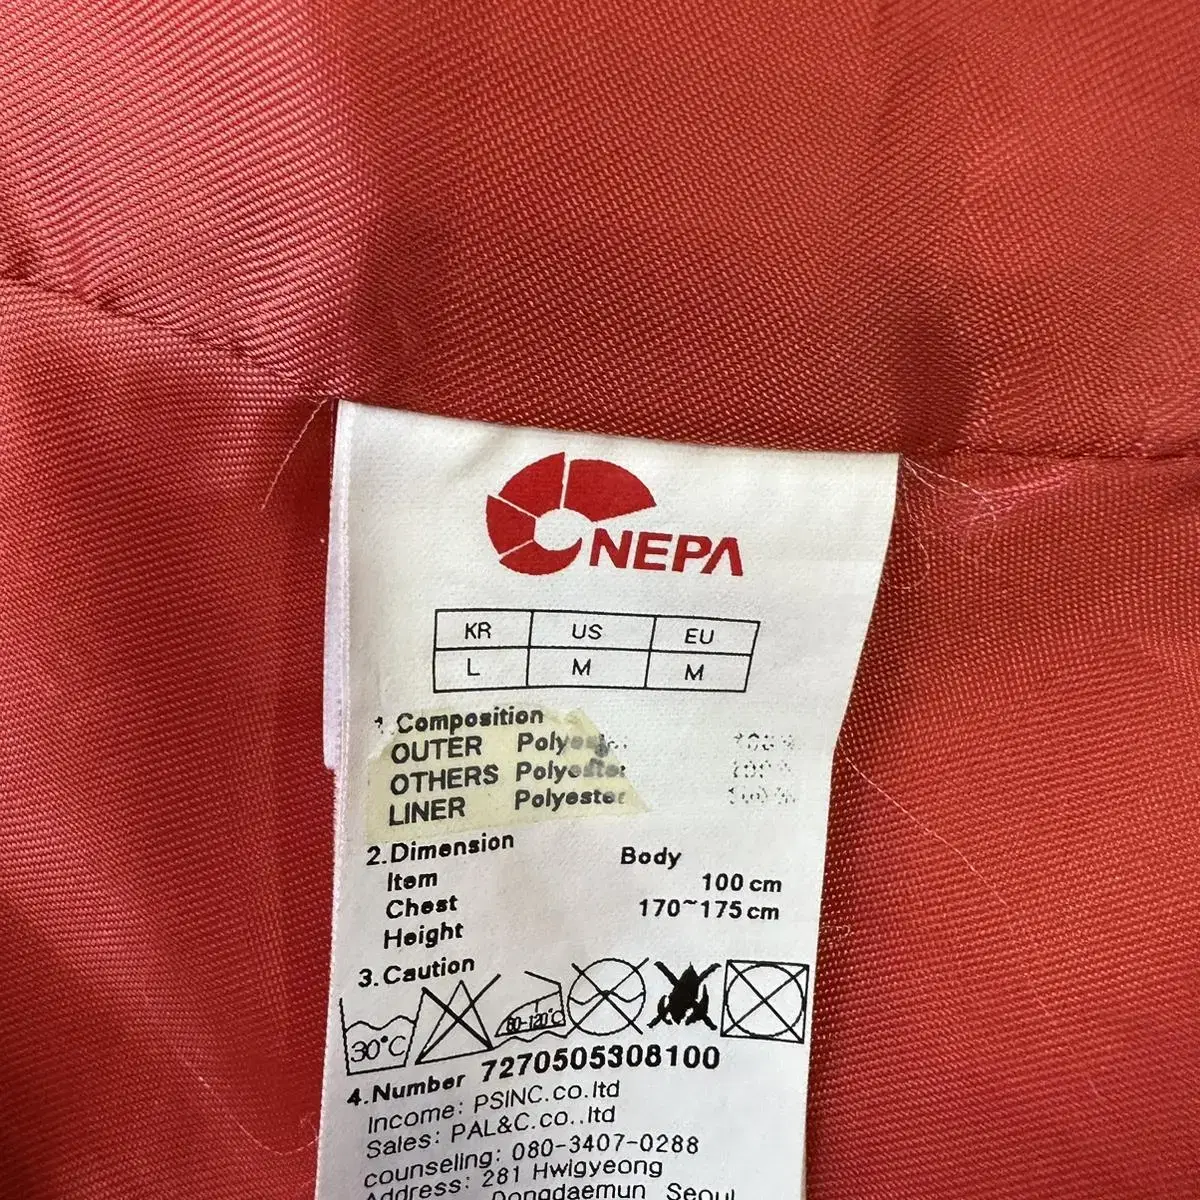 NEPA
KR US EU
L M M
1.Composition
OUTER
OTHERS Polyester
LINER Polyester
2.Dimension
Item Body
Chest 100 cm
Height 170~175 cm
3.Caution
30°C 80-120°C
4.Number 7270505308100
Income: PSINC.co.ltd
Sales: PAL&C.co..ltd
counseling: 080-3407-0288
Address: 281 Hwigyeong
Dongdaemun Seoul